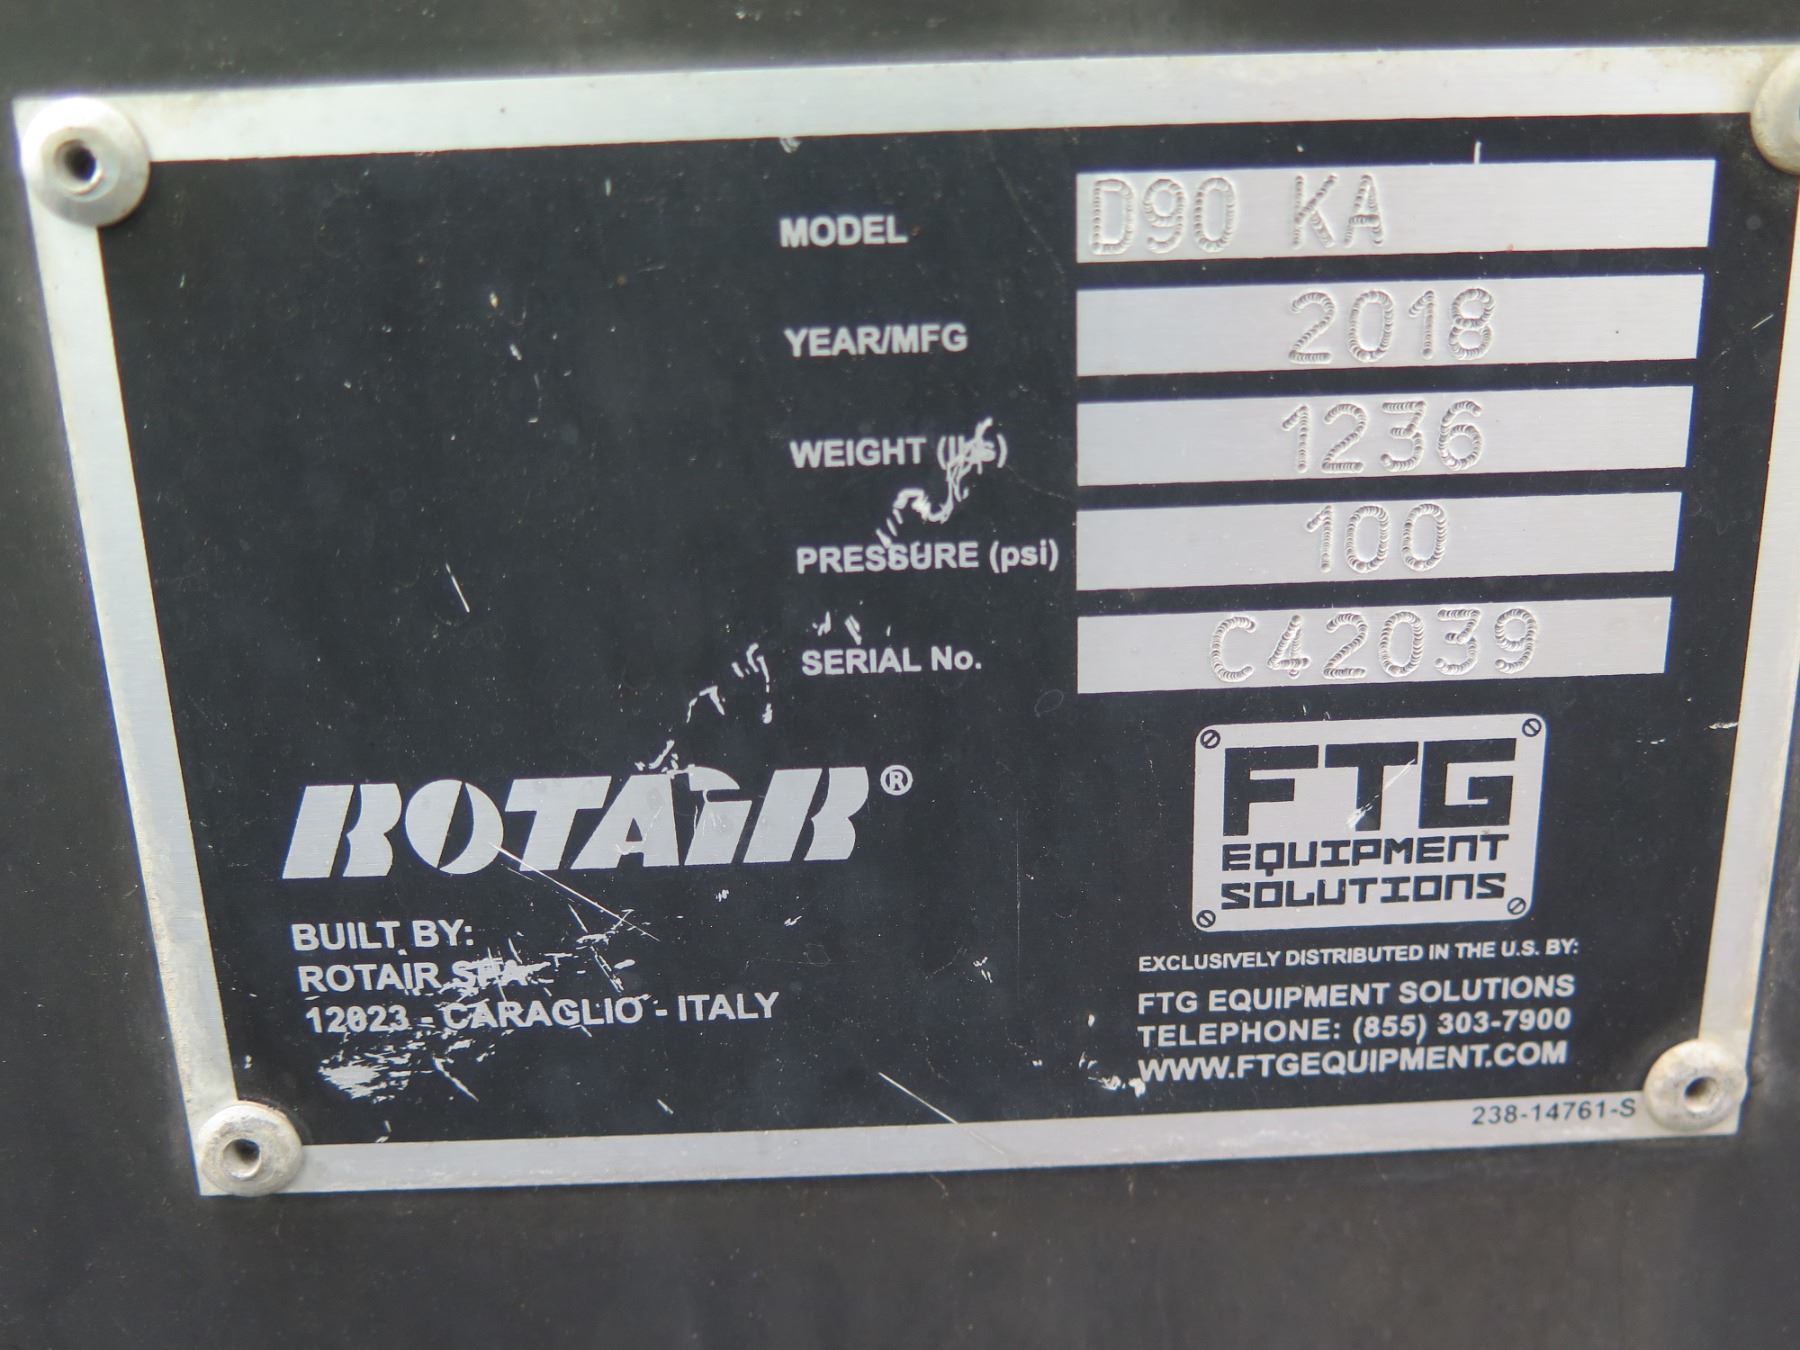 MODEL D90 KA
YEAR/MFG 2018
WEIGHT (lbs) 1236
PRESSURE (psi) 100
SERIAL No. C42039
ROTAIR®
BUILT BY:
ROTAIR SPA
12023 - CARAGLIO - ITALY
FTG
EQUIPMENT
SOLUTIONS
EXCLUSIVELY DISTRIBUTED IN THE U.S. BY:
FTG EQUIPMENT SOLUTIONS
TELEPHONE: (855) 303-7900
WWW.FTGEQUIPMENT.COM
238-14761-S